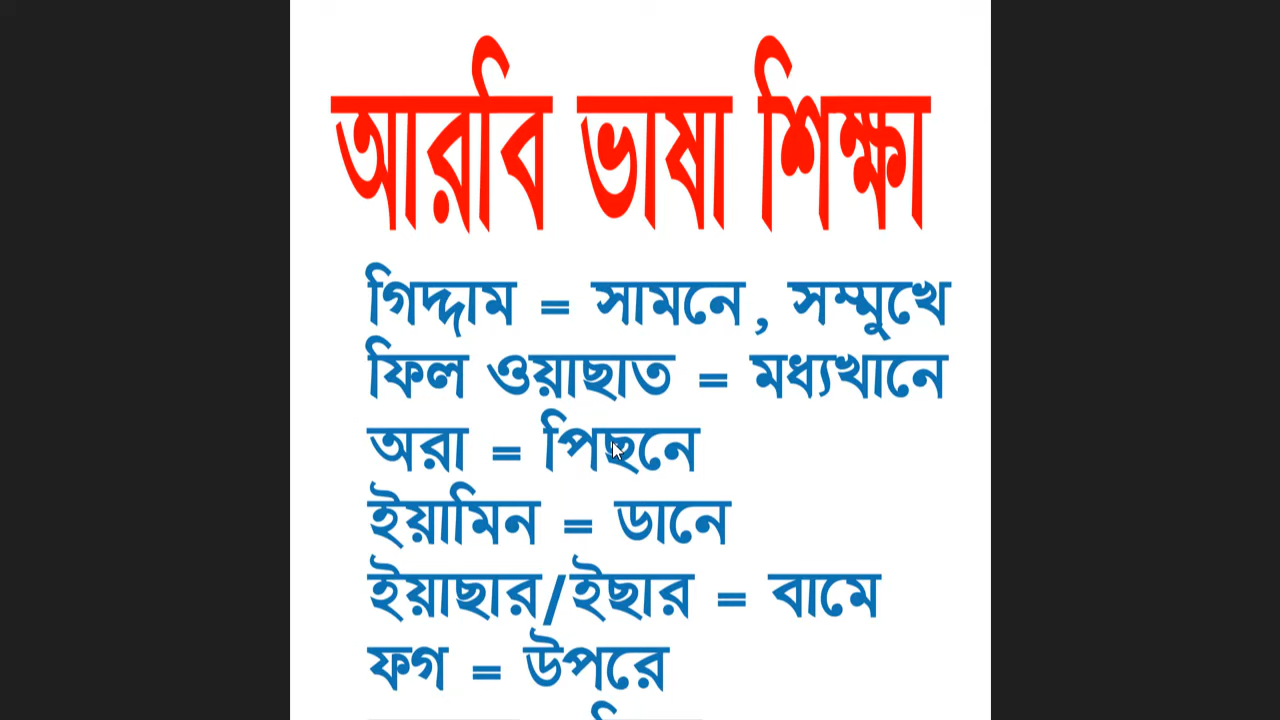 আরবি ভাষা শিক্ষা
গিদ্দাম = সামনে, সম্মুখে
ফিল ওয়াছাত = মধ্যখানে
অরা = পিছনে
ইয়ামিন = ডানে
ইয়াছার/ইছার = বামে
ফগ = উপরে